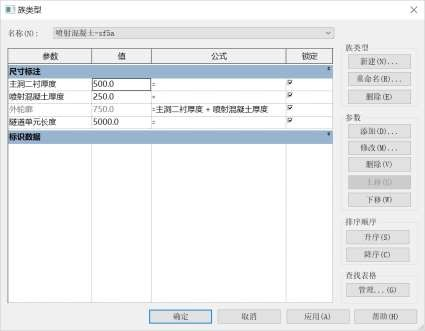 族类型
名称(N): 喷射混凝土=zf5a
参数 值 公式 锁定
尺寸标注
主洞二衬厚度 500.0 =
喷射混凝土厚度 250.0 =
外轮廓 750.0 =主洞二衬厚度 + 喷射混凝土厚度
隧道单元长度 5000.0 =
标识数据
族类型
新建(N)...
重命名(R)...
删除(E)
参数
添加(D)...
修改(M)...
删除(V)
上移(U)
下移(W)
排序顺序
升序(S)
降序(C)
查找表格
管理...(G)
确定 取消 应用(A) 帮助(H)